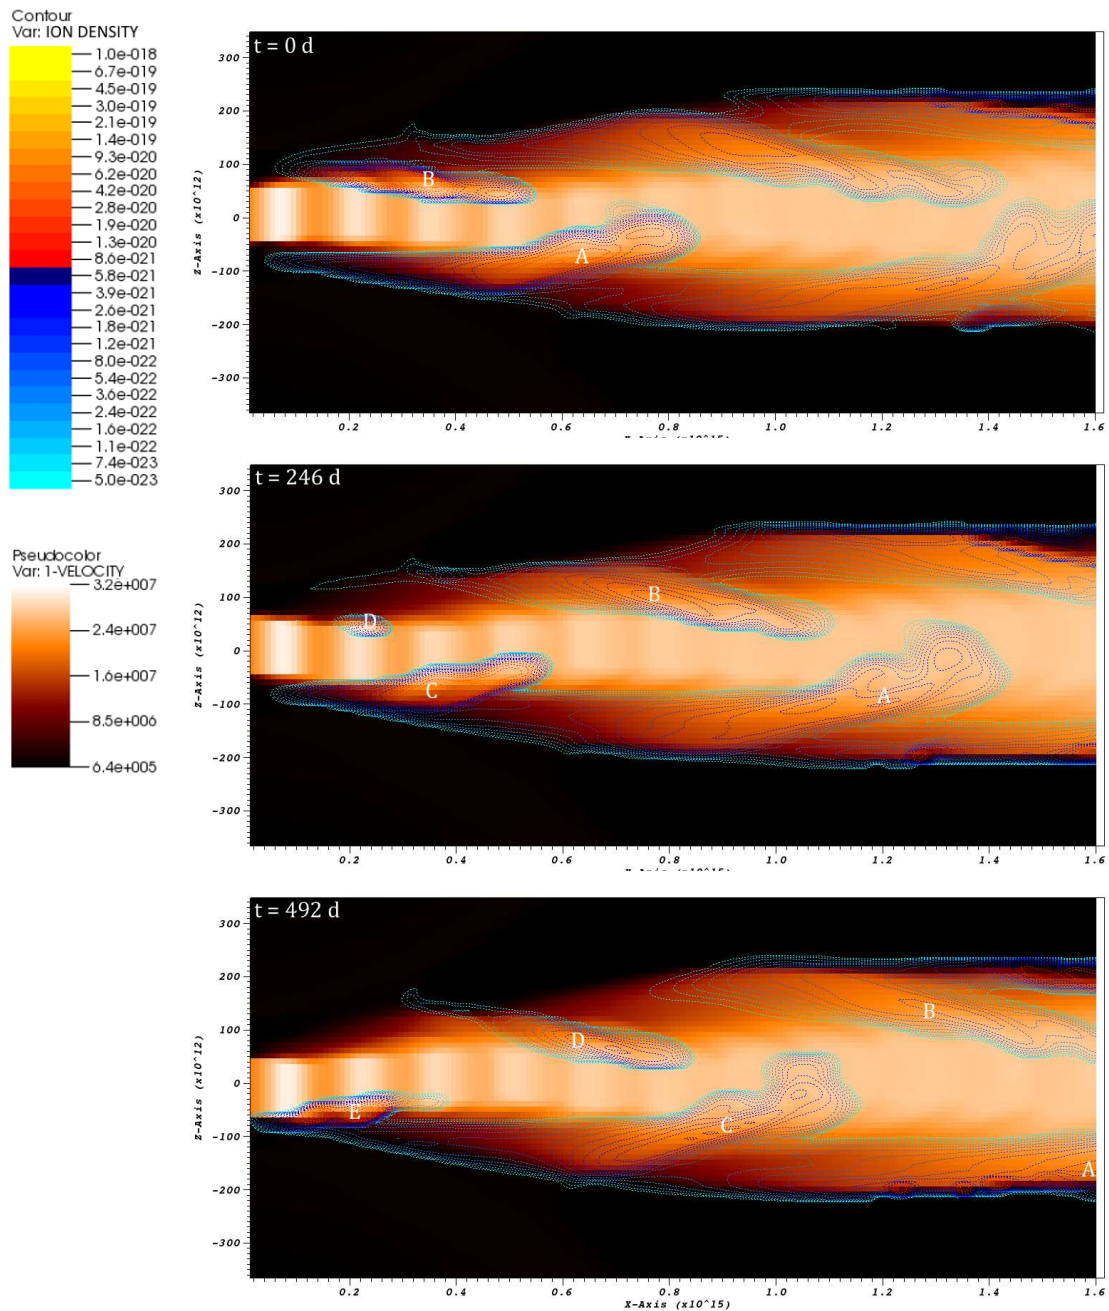 Contour
Var: ION DENSITY
1.0e-018
6.7e-019
4.5e-019
3.0e-019
2.1e-019
1.4e-019
9.3e-020
6.2e-020
4.2e-020
2.8e-020
1.9e-020
1.3e-020
8.6e-021
5.8e-021
3.9e-021
2.6e-021
1.8e-021
1.2e-021
8.0e-022
5.4e-022
3.6e-022
2.4e-022
1.6e-022
1.1e-022
7.4e-023
5.0e-023
Pseudocolor
Var: 1-VELOCITY
3.2e+007
2.4e+007
1.6e+007
8.5e+006
6.4e+005
t = 0 d
300
200
100
0
-100
-200
-300
Z-Axis (x10^12)
B
A
0.2 0.4 0.6 0.8 1.0 1.2 1.4 1.6
X-Axis (x10^15)
t = 246 d
300
200
100
0
-100
-200
-300
Z-Axis (x10^12)
B
D
C
A
0.2 0.4 0.6 0.8 1.0 1.2 1.4 1.6
X-Axis (x10^15)
t = 492 d
300
200
100
0
-100
-200
-300
Z-Axis (x10^12)
B
D
E
C
A
0.2 0.4 0.6 0.8 1.0 1.2 1.4 1.6
X-Axis (x10^15)